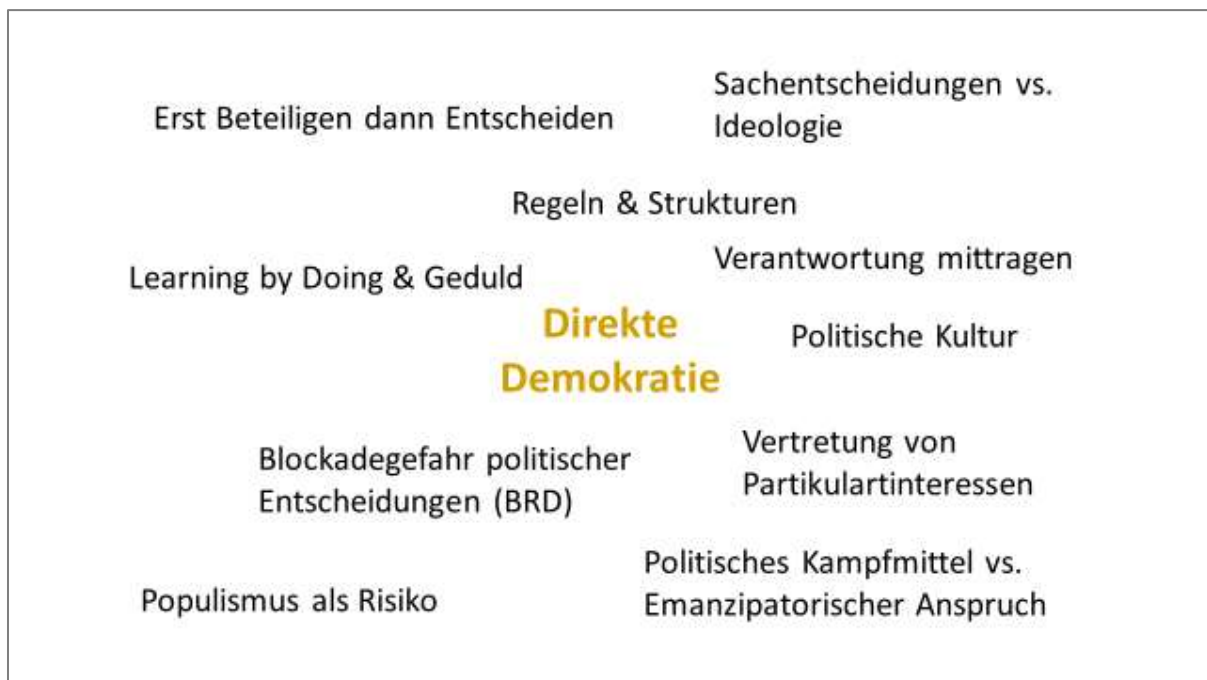 Erst Beteiligen dann Entscheiden
Sachentscheidungen vs.
Ideologie
Regeln & Strukturen
Learning by Doing & Geduld
Verantwortung mittragen
Direkte
Demokratie
Politische Kultur
Blockadegefahr politischer
Entscheidungen (BRD)
Vertretung von
Partikulartinteressen
Populismus als Risiko
Politisches Kampfmittel vs.
Emanzipatorischer Anspruch